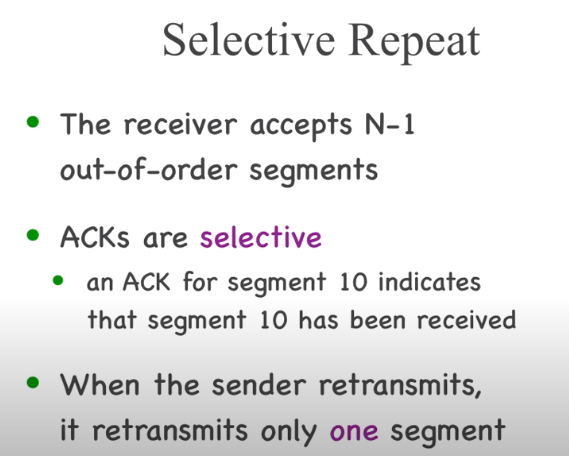 Selective Repeat
• The receiver accepts N-1
out-of-order segments
• ACKs are selective
• an ACK for segment 10 indicates
that segment 10 has been received
• When the sender retransmits,
it retransmits only one segment